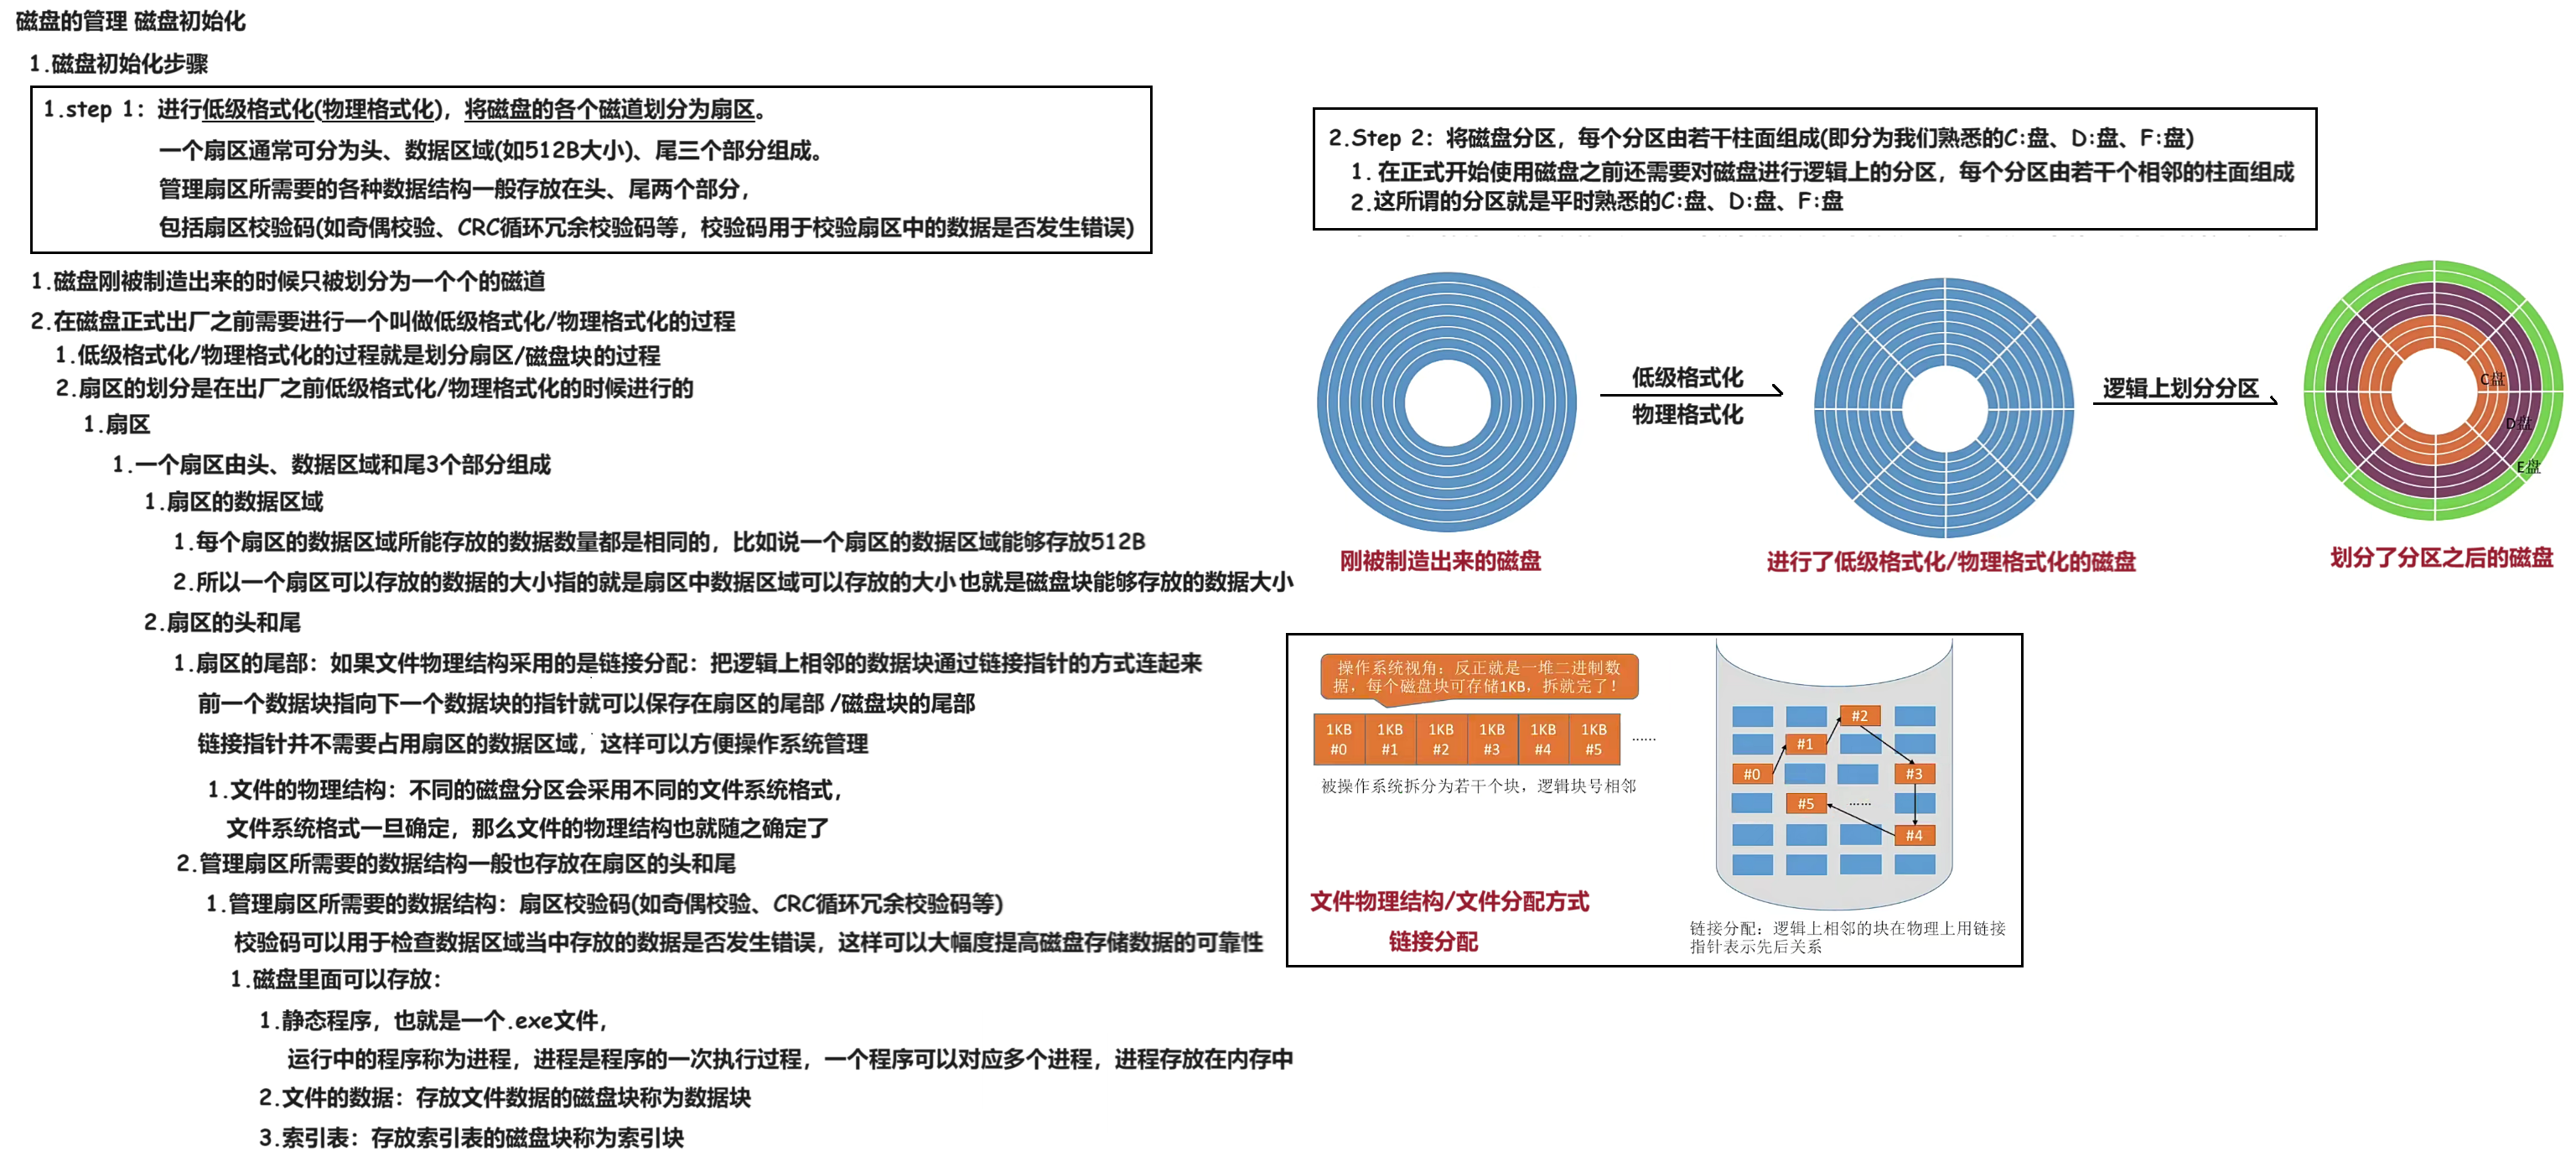 磁盘的管理 磁盘初始化
1.磁盘初始化步骤
1.step 1：进行低级格式化(物理格式化)，将磁盘的各个磁道划分为扇区。
一个扇区通常可分为头、数据区域(如512B大小)、尾三个部分组成。
管理扇区所需要的各种数据结构一般存放在头、尾两个部分，
包括扇区校验码(如奇偶校验、CRC循环冗余校验码等，校验码用于校验扇区中的数据是否发生错误)
1.磁盘刚被制造出来的时候只被划分为一个个的磁道
2.在磁盘正式出厂之前需要进行一个叫做低级格式化/物理格式化的过程
1.低级格式化/物理格式化的过程就是划分扇区/磁盘块的过程
2.扇区的划分是在出厂之前低级格式化/物理格式化的时候进行的
1.扇区
1.一个扇区由头、数据区域和尾3个部分组成
1.扇区的数据区域
1.每个扇区的数据区域所能存放的数据数量都是相同的，比如说一个扇区的数据区域能够存放512B
2.所以一个扇区可以存放的数据的大小指的就是扇区中数据区域可以存放的大小 也就是磁盘块能够存放的数据大小
2.扇区的头和尾
1.扇区的尾部：如果文件物理结构采用的是链接分配：把逻辑上相邻的数据块通过链接指针的方式连起来
前一个数据块指向下一个数据块的指针就可以保存在扇区的尾部 /磁盘块的尾部
链接指针并不需要占用扇区的数据区域，这样可以方便操作系统管理
1.文件的物理结构：不同的磁盘分区会采用不同的文件系统格式，
文件系统格式一旦确定，那么文件的物理结构也就随之确定了
2.管理扇区所需要的数据结构一般也存放在扇区的头和尾
1.管理扇区所需要的数据结构：扇区校验码(如奇偶校验、CRC循环冗余校验码等)
校验码可以用于检查数据区域当中存放的数据是否发生错误，这样可以大幅度提高磁盘存储数据的可靠性
1.磁盘里面可以存放：
1.静态程序，也就是一个.exe文件，
运行中的程序称为进程，进程是程序的一次执行过程，一个程序可以对应多个进程，进程存放在内存中
2.文件的数据：存放文件数据的磁盘块称为数据块
3.索引表：存放索引表的磁盘块称为索引块
2.Step 2：将磁盘分区，每个分区由若干柱面组成(即分为我们熟悉的C:盘、D:盘、F:盘)
1. 在正式开始使用磁盘之前还需要对磁盘进行逻辑上的分区，每个分区由若干个相邻的柱面组成
2.这所谓的分区就是平时熟悉的C:盘、D:盘、F:盘
低级格式化
物理格式化
逻辑上划分分区
C盘
D盘
E盘
刚被制造出来的磁盘
进行了低级格式化/物理格式化的磁盘
划分了分区之后的磁盘
操作系统视角：反正就是一堆二进制数
据，每个磁盘块可存储1KB，拆就完了！
1KB 1KB 1KB 1KB 1KB 1KB
#0 #1 #2 #3 #4 #5 ……
被操作系统拆分为若干个块，逻辑块号相邻
文件物理结构/文件分配方式
链接分配
#2
#1
#0 #3
#5 ……
#4
链接分配：逻辑上相邻的块在物理上用链接
指针表示先后关系